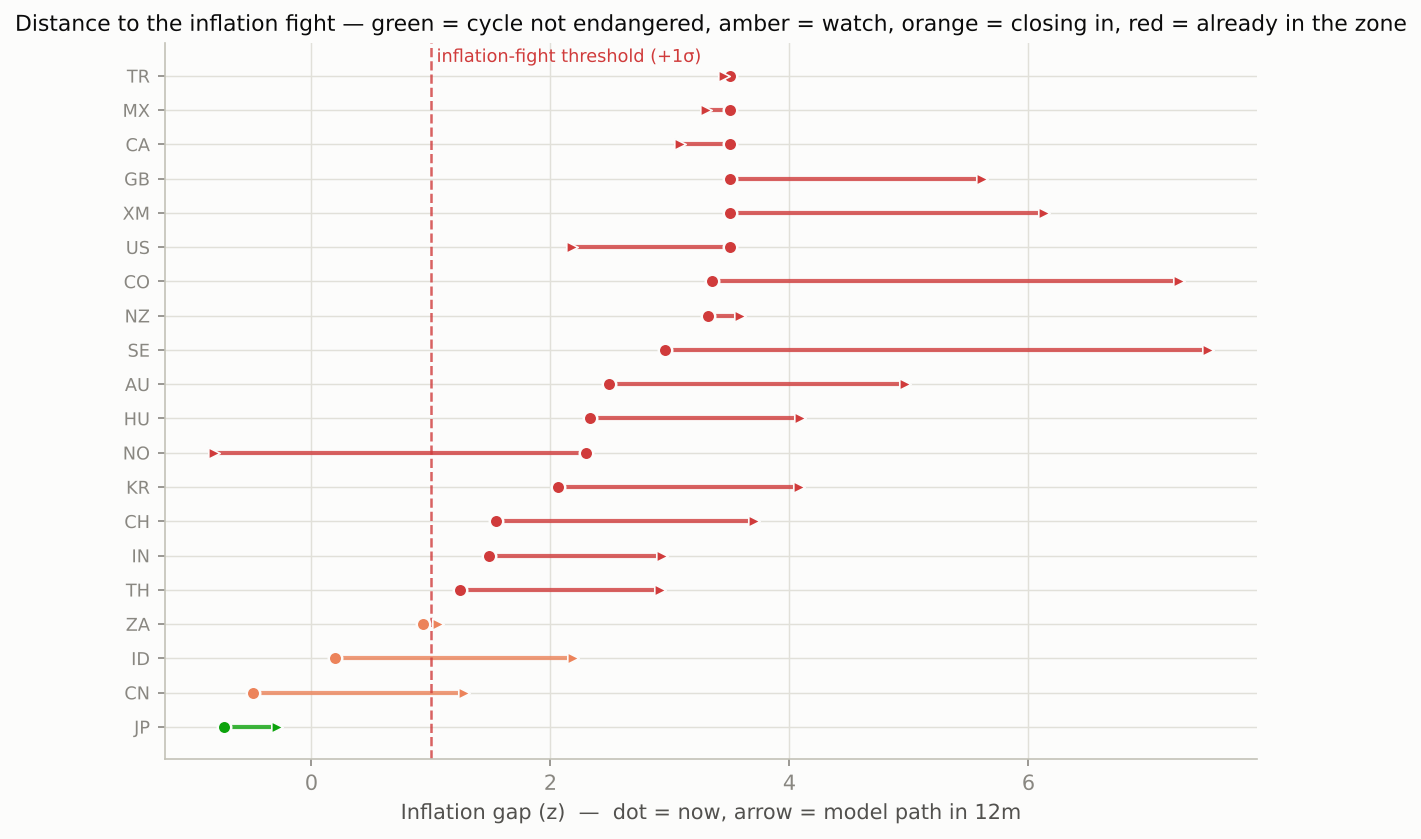 Distance to the inflation fight — green = cycle not endangered, amber = watch, orange = closing in, red = already in the zone
inflation-fight threshold (+1σ)
TR
MX
CA
GB
XM
US
CO
NZ
SE
AU
HU
NO
KR
CH
IN
TH
ZA
ID
CN
JP
0 2 4 6
Inflation gap (z) — dot = now, arrow = model path in 12m